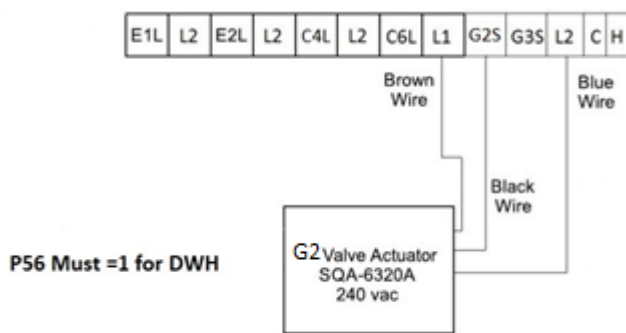 E1L L2 E2L L2 C4L L2 C6L L1 G2S G3S L2 C H
Brown
Wire
Blue
Wire
Black
Wire
G2 Valve Actuator
SQA-6320A
240 vac
P56 Must =1 for DWH